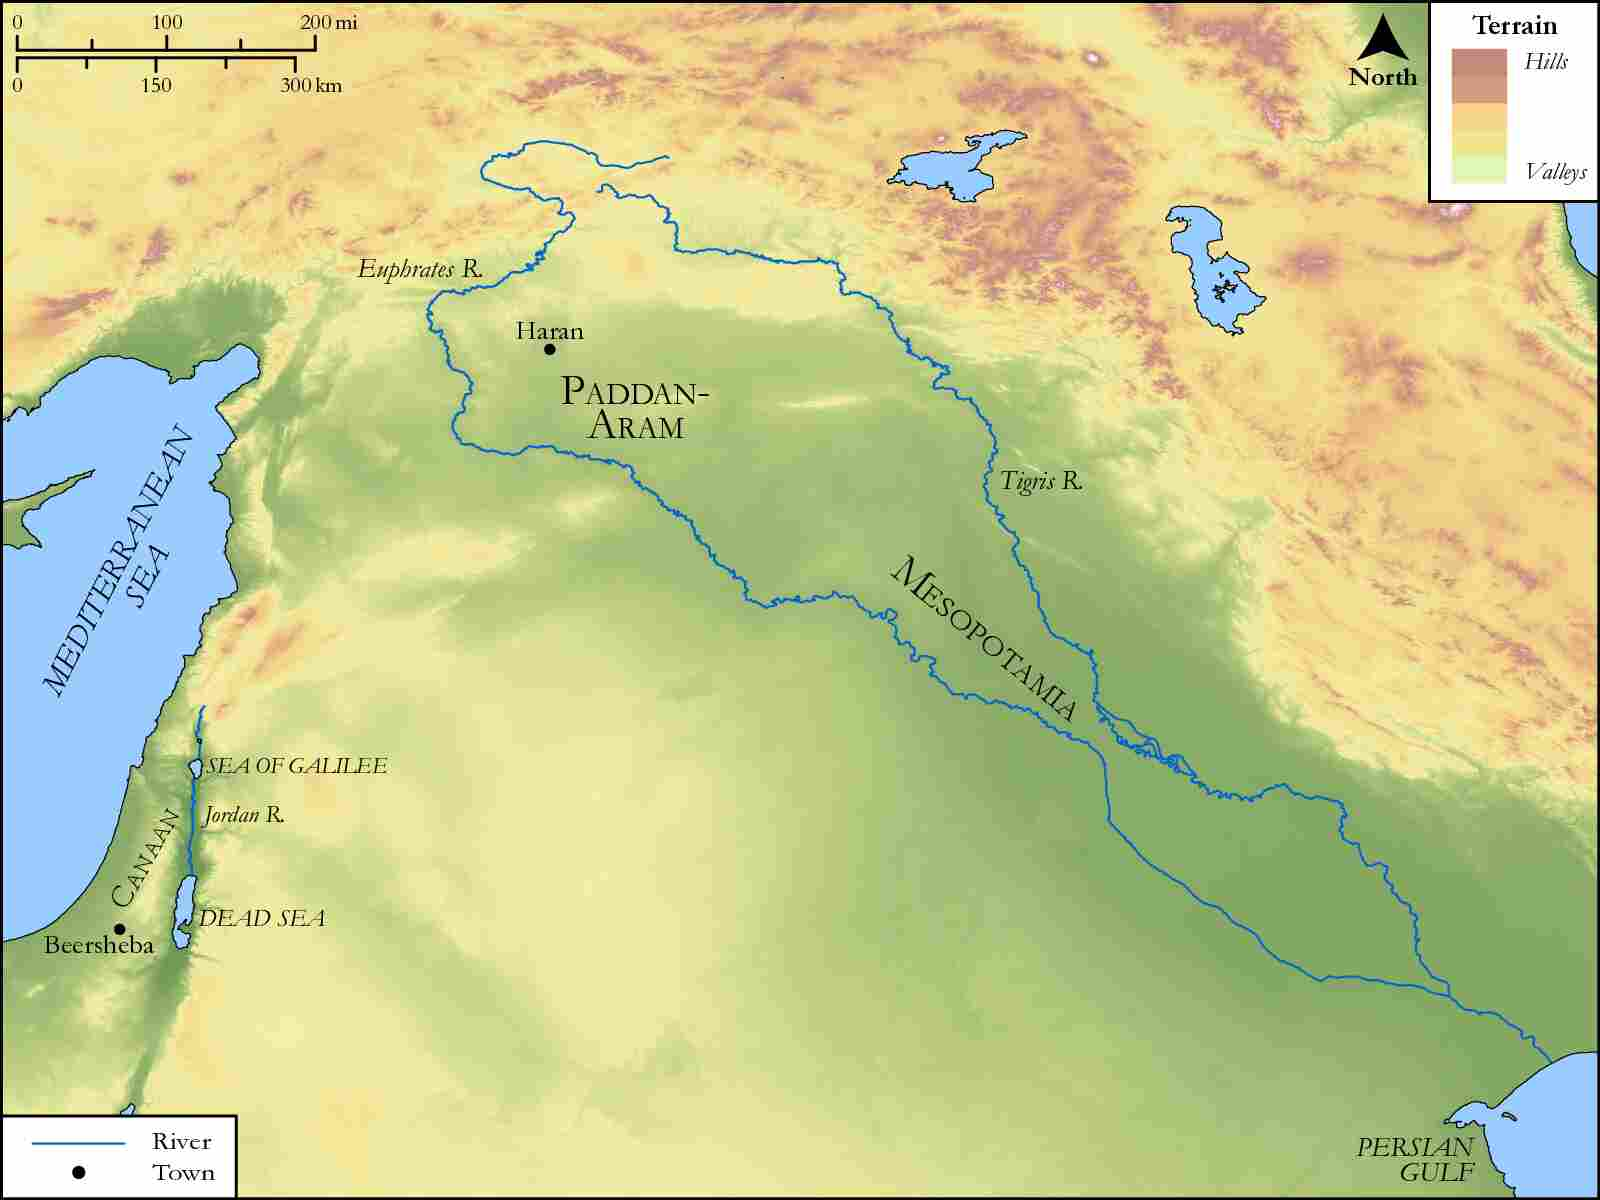 0 100 200 mi
0 150 300 km
North
Terrain
Hills
Valleys
Euphrates R.
Haran
PADDAN-
ARAM
Tigris R.
MEDITERRANEAN
SEA
MESOPOTAMIA
SEA OF GALILEE
Jordan R.
CANAAN
DEAD SEA
Beersheba
River
Town
PERSIAN
GULF